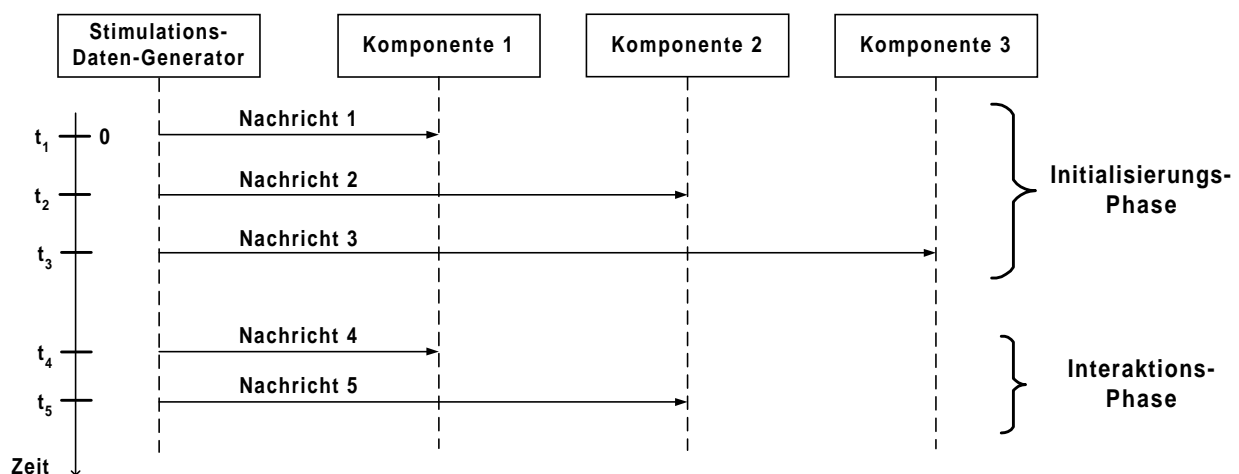 Stimulations-
Daten-Generator
Komponente 1
Komponente 2
Komponente 3
Nachricht 1
t1
0
Nachricht 2
t2
Nachricht 3
t3
Initialisierungs-
Phase
Nachricht 4
t4
Nachricht 5
t5
Interaktions-
Phase
Zeit